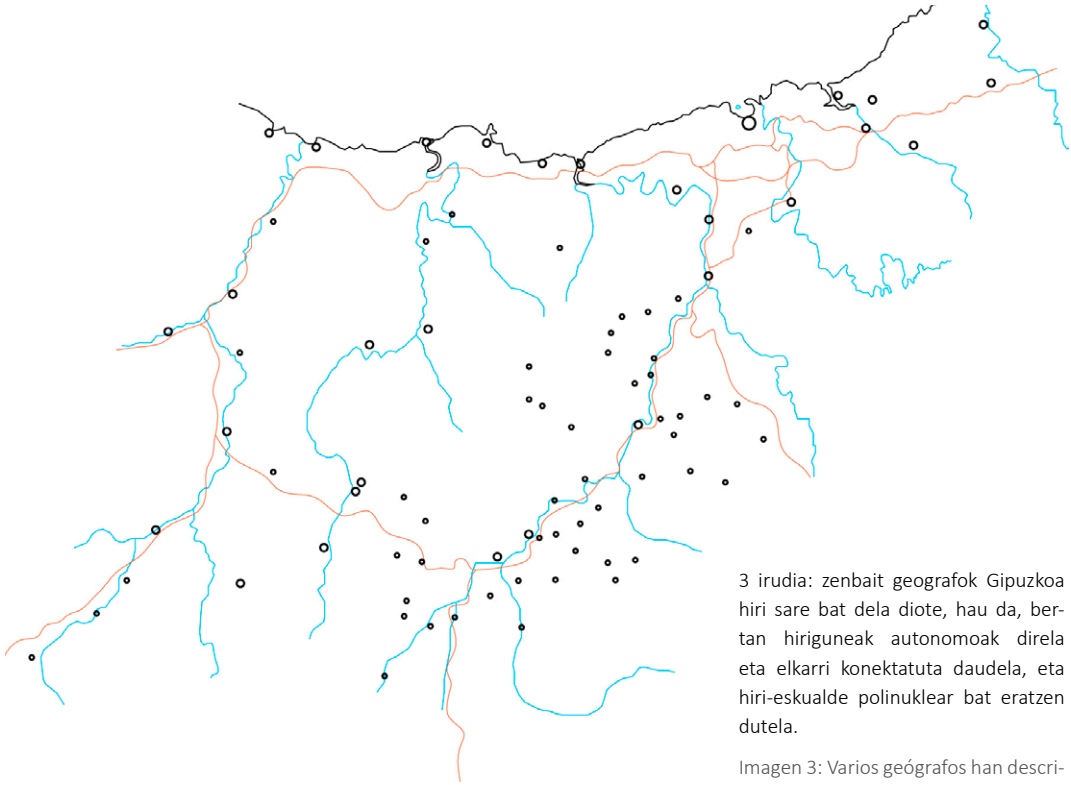 3 irudia: zenbait geografok Gipuzkoa
hiri sare bat dela diote, hau da, ber-
tan hiriguneak autonomoak direla
eta elkarri konektatuta daudela, eta
hiri-eskualde polinuklear bat eratzen
dutela.
Imagen 3: Varios geógrafos han descri-